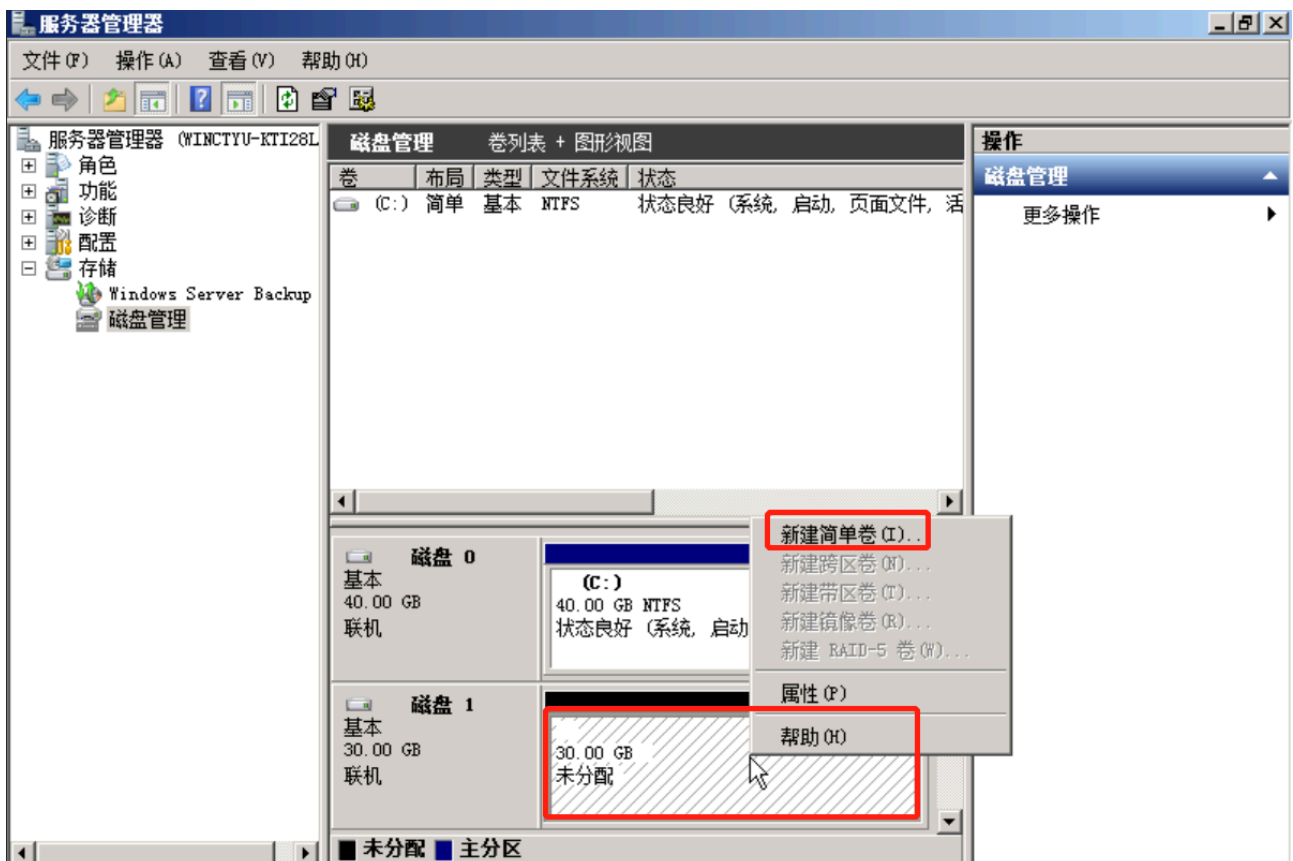 服务器管理器
文件(F) 操作(A) 查看(V) 帮助(H)
服务器管理器 (WINCTYU-KTI28L
角色
功能
诊断
配置
存储
Windows Server Backup
磁盘管理
磁盘管理 卷列表 + 图形视图
卷 布局 类型 文件系统 状态
(C:) 简单 基本 NTFS 状态良好 (系统, 启动, 页面文件, 活
磁盘 0
基本
40.00 GB
联机
(C:)
40.00 GB NTFS
状态良好 (系统, 启动
磁盘 1
基本
30.00 GB
联机
30.00 GB
未分配
新建简单卷(I)..
新建跨区卷(N)...
新建带区卷(T)...
新建镜像卷(R)...
新建 RAID-5 卷(W)...
属性(P)
帮助(H)
未分配 主分区
操作
磁盘管理
更多操作